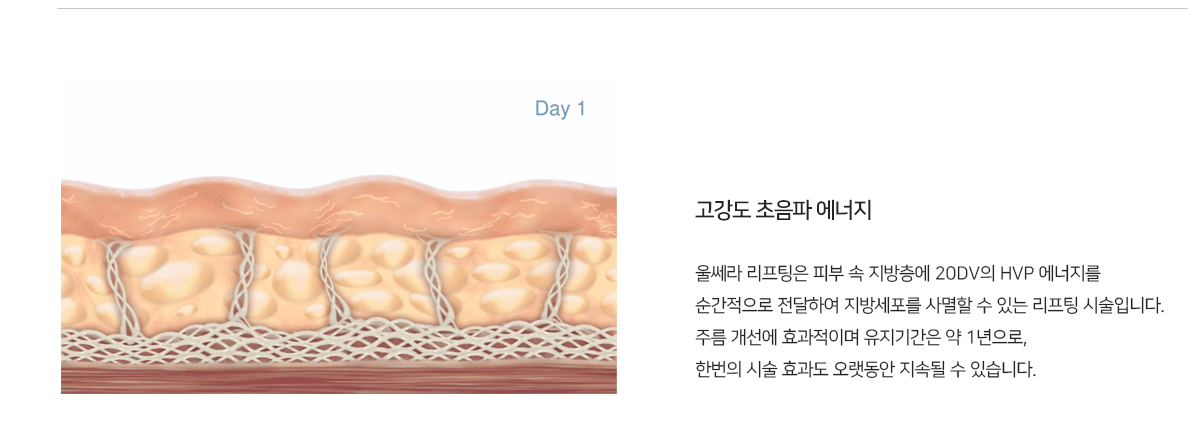 Day 1
고강도 초음파 에너지
울쎄라 리프팅은 피부 속 지방층에 20DV의 HVP 에너지를
순간적으로 전달하여 지방세포를 사멸할 수 있는 리프팅 시술입니다.
주름 개선에 효과적이며 유지기간은 약 1년으로,
한번의 시술 효과도 오랫동안 지속될 수 있습니다.